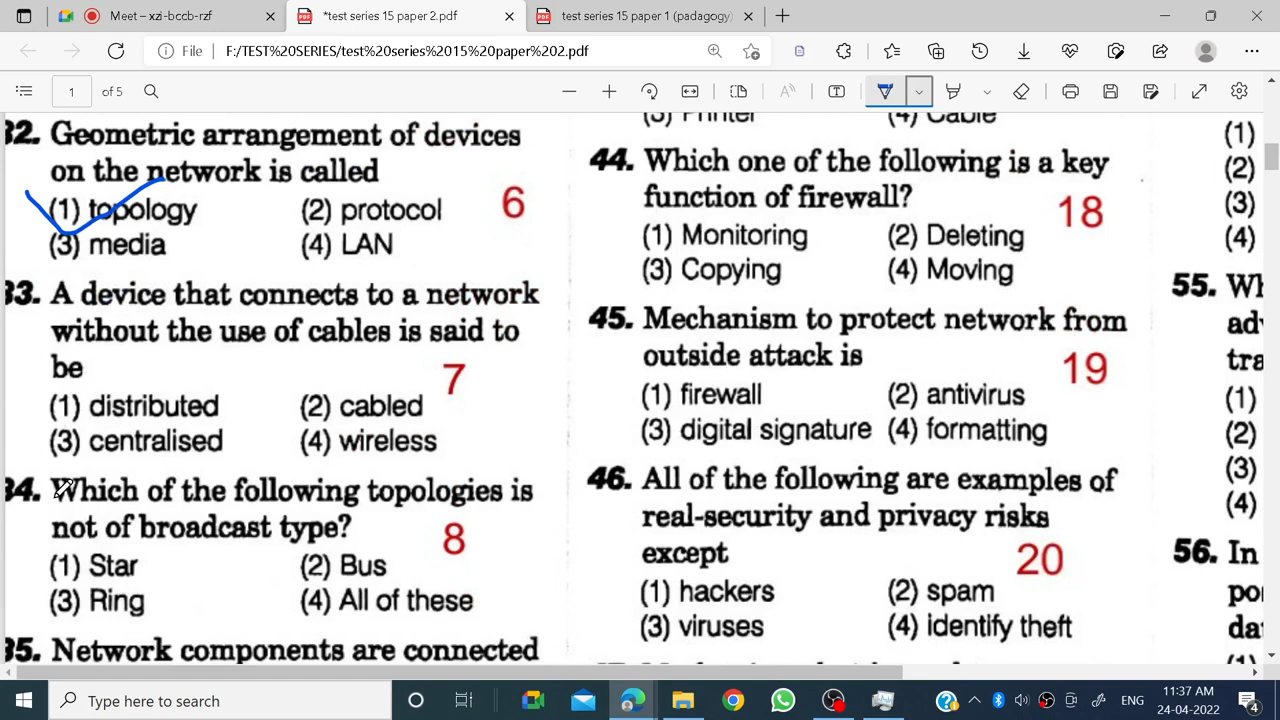 Meet – xzi-bccb-rzf
*test series 15 paper 2.pdf
test series 15 paper 1 (padagogy)
File F:/TEST%20SERIES/test%20series%2015%20paper%202.pdf
1 of 5
32. Geometric arrangement of devices
on the network is called
(1) topology (2) protocol 6
(3) media (4) LAN
33. A device that connects to a network
without the use of cables is said to
be 7
(1) distributed (2) cabled
(3) centralised (4) wireless
34. Which of the following topologies is
not of broadcast type? 8
(1) Star (2) Bus
(3) Ring (4) All of these
35. Network components are connected
(3) Printer (4) Cable
44. Which one of the following is a key
function of firewall? 18
(1) Monitoring (2) Deleting
(3) Copying (4) Moving
45. Mechanism to protect network from
outside attack is 19
(1) firewall (2) antivirus
(3) digital signature (4) formatting
46. All of the following are examples of
real-security and privacy risks
except 20
(1) hackers (2) spam
(3) viruses (4) identify theft
(1)
(2)
(3)
(4)
55. Wh
adv
tra
(1)
(2)
(3)
(4)
56. In
po
da
(1)
Type here to search
ENG
11:37 AM
24-04-2022
4